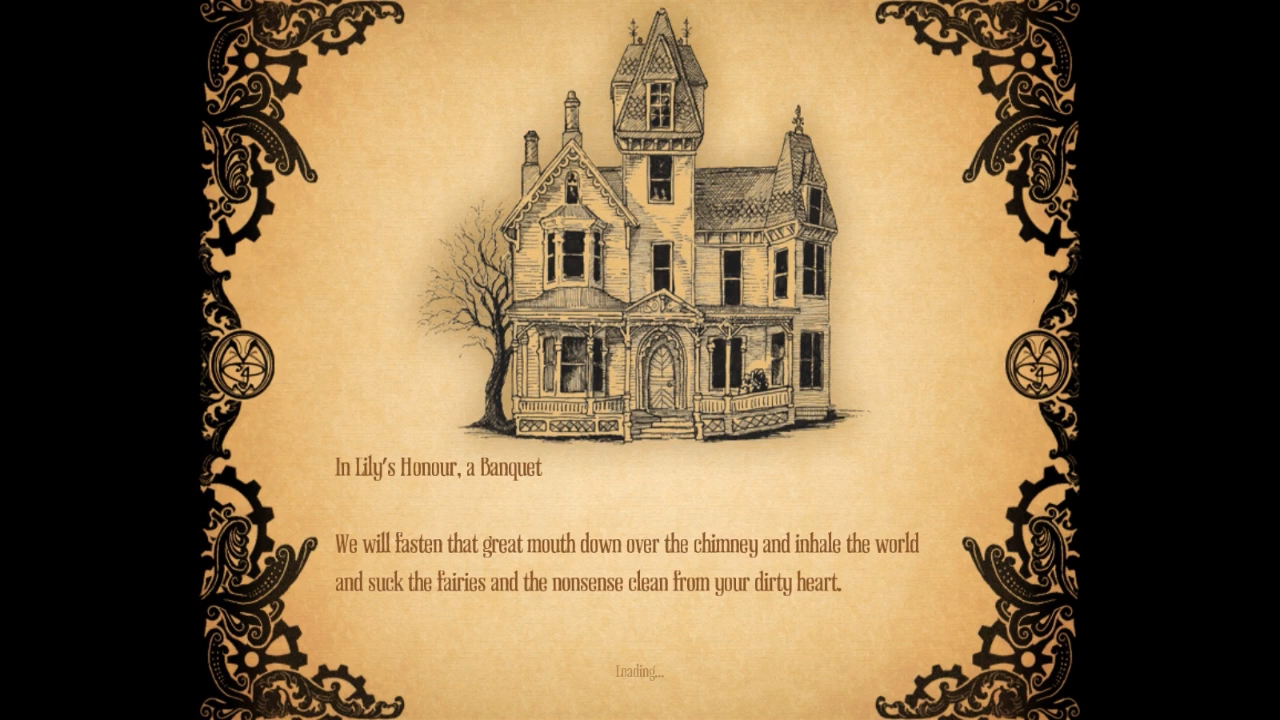 In Lily's Honour, a Banquet
We will fasten that great mouth down over the chimney and inhale the world
and suck the fairies and the nonsense clean from your dirty heart.
Loading...